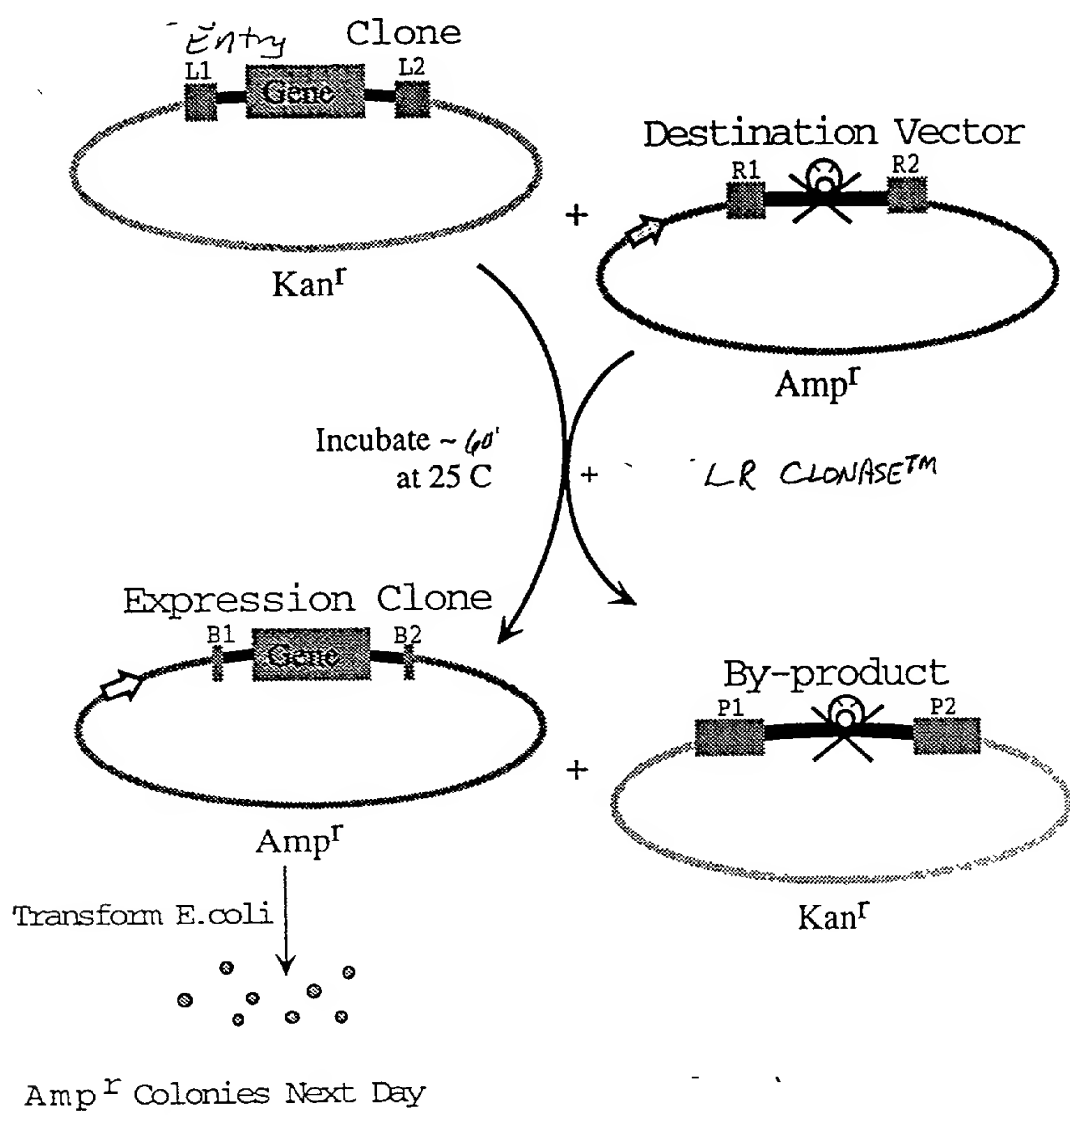 Entry Clone
L1
L2
Gene
Kanʳ
+
Destination Vector
R1
R2
Ampʳ
Incubate ~ 60'
at 25 C
+
LR CLONASE™
Expression Clone
B1
B2
Gene
Ampʳ
+
By-product
P1
P2
Kanʳ
Transform E.coli
Ampʳ Colonies Next Day